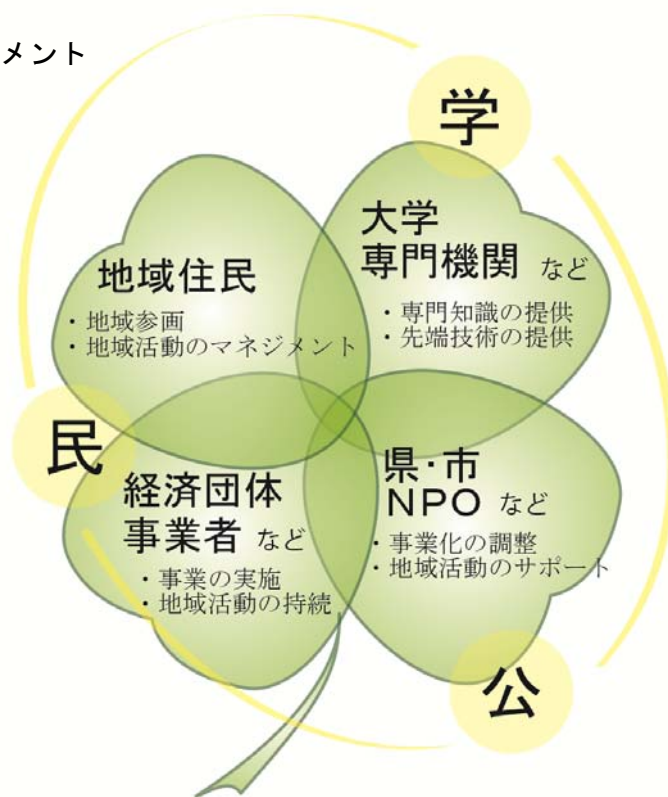 メント
学
大学
専門機関 など
・専門知識の提供
・先端技術の提供
地域住民
・地域参画
・地域活動のマネジメント
民
経済団体
事業者 など
・事業の実施
・地域活動の持続
県・市
NPO など
・事業化の調整
・地域活動のサポート
公